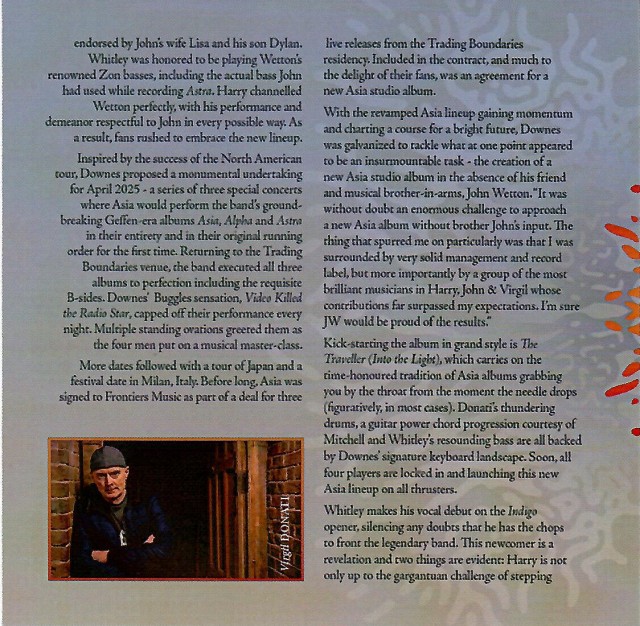 endorsed by John's wife Lisa and his son Dylan.
Whitley was honored to be playing Wetton's
renowned Zon basses, including the actual bass John
had used while recording Astra. Harry channelled
Wetton perfectly, with his performance and
demeanor respectful to John in every possible way. As
a result, fans rushed to embrace the new lineup.
Inspired by the success of the North American
tour, Downes proposed a monumental undertaking
for April 2025 - a series of three special concerts
where Asia would perform the band's ground-
breaking Geffen-era albums Asia, Alpha and Astra
in their entirety and in their original running
order for the first time. Returning to the Trading
Boundaries venue, the band executed all three
albums to perfection including the requisite
B-sides. Downes' Buggles sensation, Video Killed
the Radio Star, capped off their performance every
night. Multiple standing ovations greeted them as
the four men put on a musical master-class.
More dates followed with a tour of Japan and a
festival date in Milan, Italy. Before long, Asia was
signed to Frontiers Music as part of a deal for three
Virgil DONATI
live releases from the Trading Boundaries
residency. Included in the contract, and much to
the delight of their fans, was an agreement for a
new Asia studio album.
With the revamped Asia lineup gaining momentum
and charting a course for a bright future, Downes
was galvanized to tackle what at one point appeared
to be an insurmountable task - the creation of a
new Asia studio album in the absence of his friend
and musical brother-in-arms, John Wetton. "It was
without doubt an enormous challenge to approach
a new Asia album without brother John's input. The
thing that spurred me on particularly was that I was
surrounded by very solid management and record
label, but more importantly by a group of the most
brilliant musicians in Harry, John & Virgil whose
contributions far surpassed my expectations. I'm sure
JW would be proud of the results."
Kick-starting the album in grand style is The
Traveller (Into the Light), which carries on the
time-honoured tradition of Asia albums grabbing
you by the throat from the moment the needle drops
(figuratively, in most cases). Donati's thundering
drums, a guitar power chord progression courtesy of
Mitchell and Whitley's resounding bass are all backed
by Downes' signature keyboard landscape. Soon, all
four players are locked in and launching this new
Asia lineup on all thrusters.
Whitley makes his vocal debut on the Indigo
opener, silencing any doubts that he has the chops
to front the legendary band. This newcomer is a
revelation and two things are evident: Harry is not
only up to the gargantuan challenge of stepping